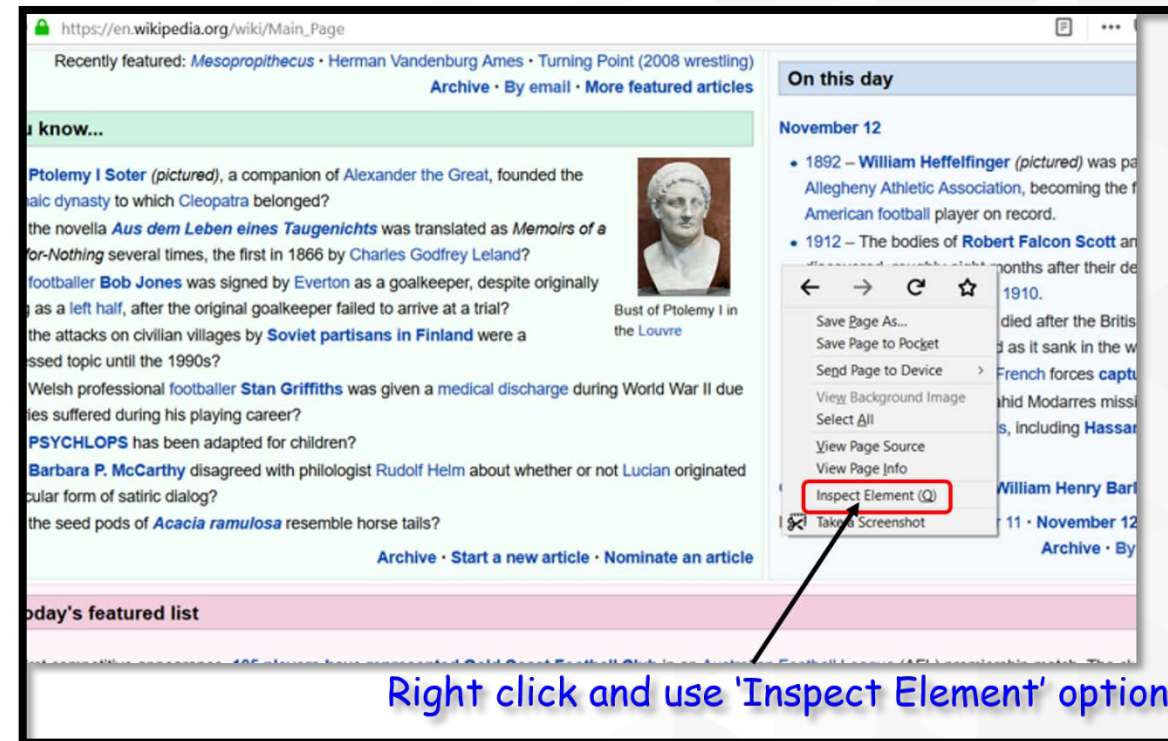 https://en.wikipedia.org/wiki/Main_Page
Recently featured: Mesopropithecus · Herman Vandenburg Ames · Turning Point (2008 wrestling)
Archive · By email · More featured articles
u know...
Ptolemy I Soter (pictured), a companion of Alexander the Great, founded the
aic dynasty to which Cleopatra belonged?
the novella Aus dem Leben eines Taugenichts was translated as Memoirs of a
for-Nothing several times, the first in 1866 by Charles Godfrey Leland?
footballer Bob Jones was signed by Everton as a goalkeeper, despite originally
as a left half, after the original goalkeeper failed to arrive at a trial?
the attacks on civilian villages by Soviet partisans in Finland were a
ssed topic until the 1990s?
Welsh professional footballer Stan Griffiths was given a medical discharge during World War II due
ies suffered during his playing career?
PSYCHLOPS has been adapted for children?
Barbara P. McCarthy disagreed with philologist Rudolf Helm about whether or not Lucian originated
cular form of satiric dialog?
the seed pods of Acacia ramulosa resemble horse tails?
Bust of Ptolemy I in
the Louvre
Archive · Start a new article · Nominate an article
oday's featured list
On this day
November 12
1892 – William Heffelfinger (pictured) was pa
Allegheny Athletic Association, becoming the f
American football player on record.
1912 – The bodies of Robert Falcon Scott an
months after their de
1910.
died after the Britis
d as it sank in the w
French forces captu
ahid Modarres missi
s, including Hassan
William Henry Barl
11 · November 12
Archive · By
Save Page As...
Save Page to Pocket
Send Page to Device
View Background Image
Select All
View Page Source
View Page Info
Inspect Element (Q)
Take a Screenshot
Right click and use 'Inspect Element' option